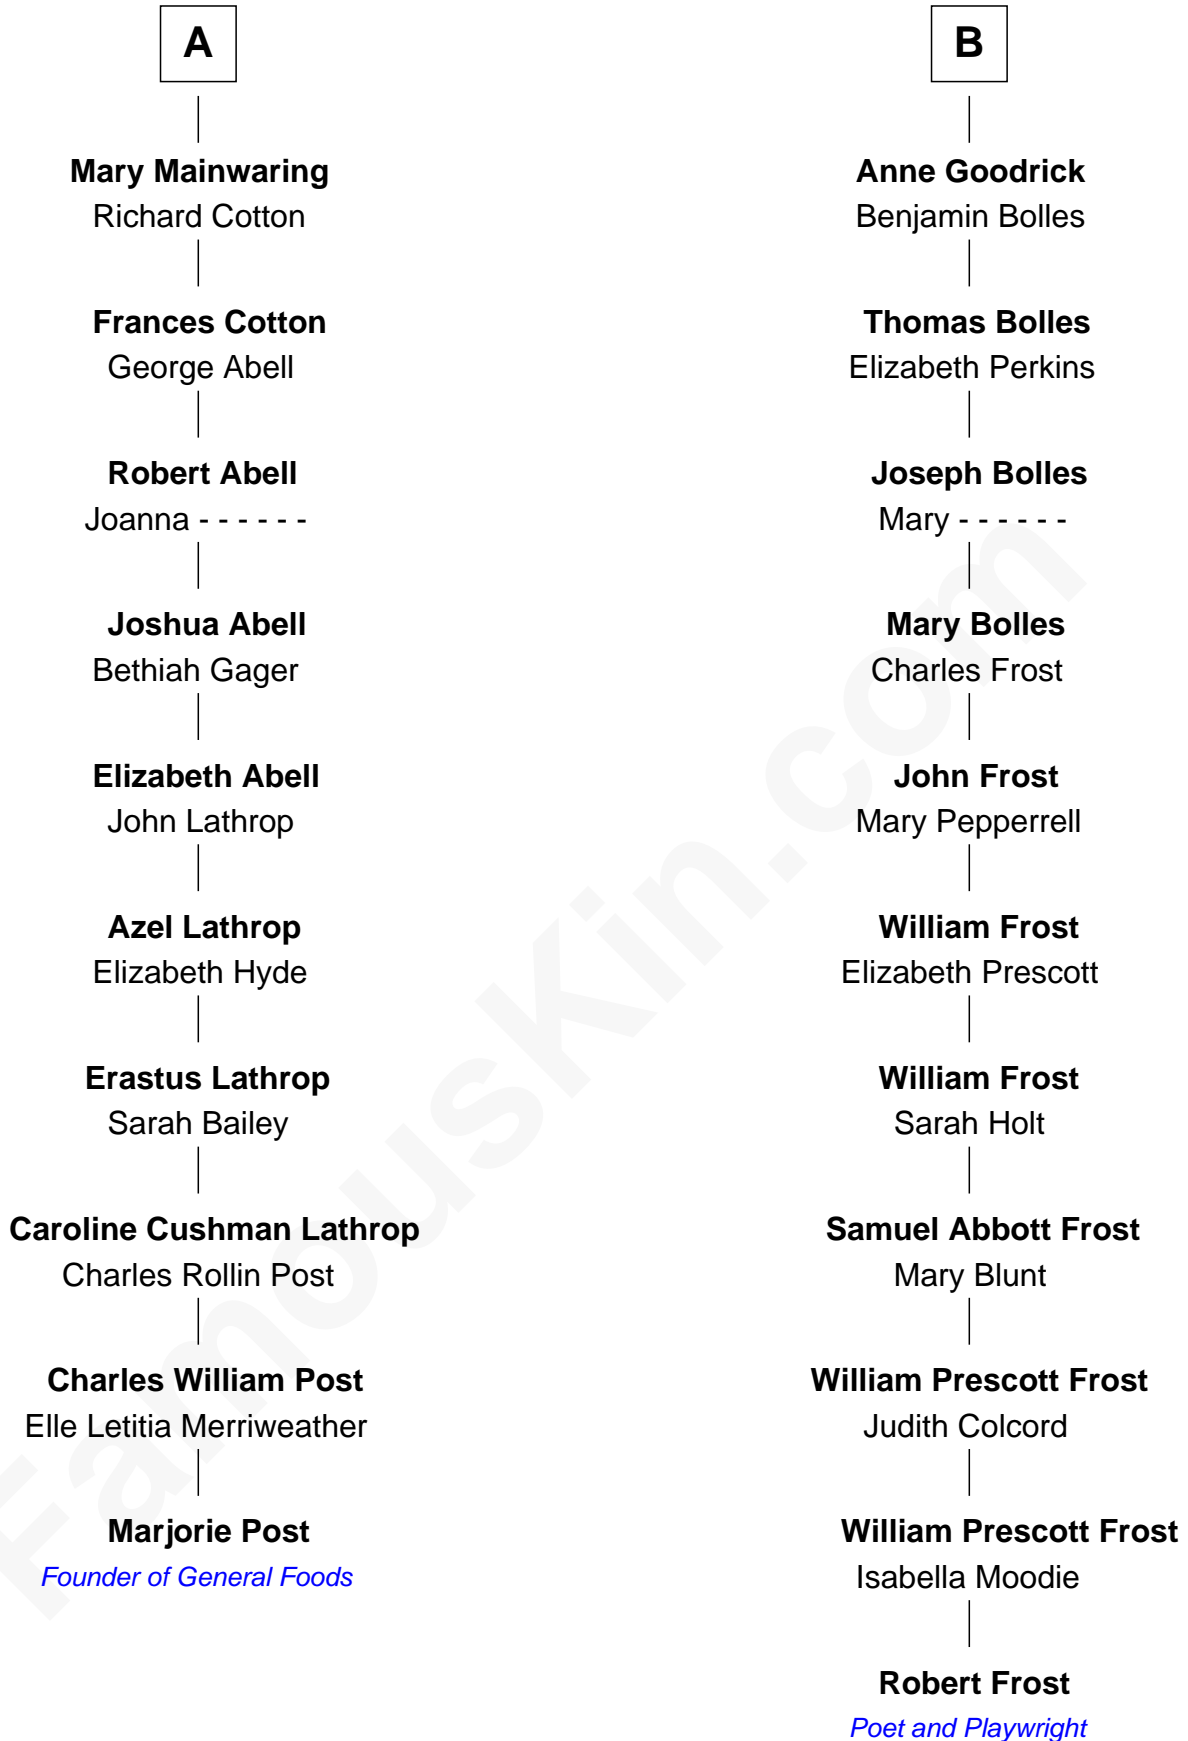 A
Mary Mainwaring
Richard Cotton
Frances Cotton
George Abell
Robert Abell
Joanna - - - - - -
Joshua Abell
Bethiah Gager
Elizabeth Abell
John Lathrop
Azel Lathrop
Elizabeth Hyde
Erastus Lathrop
Sarah Bailey
Caroline Cushman Lathrop
Charles Rollin Post
Charles William Post
Elle Letitia Merriweather
Marjorie Post
Founder of General Foods
B
Anne Goodrick
Benjamin Bolles
Thomas Bolles
Elizabeth Perkins
Joseph Bolles
Mary - - - - - -
Mary Bolles
Charles Frost
John Frost
Mary Pepperrell
William Frost
Elizabeth Prescott
William Frost
Sarah Holt
Samuel Abbott Frost
Mary Blunt
William Prescott Frost
Judith Colcord
William Prescott Frost
Isabella Moodie
Robert Frost
Poet and Playwright
FamousKin.com